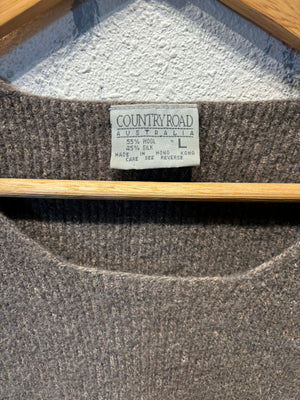 COUNTRY ROAD
AUSTRALIA
55% WOOL
45% SILK
L
MADE IN HONG KONG
CARE SEE REVERSE